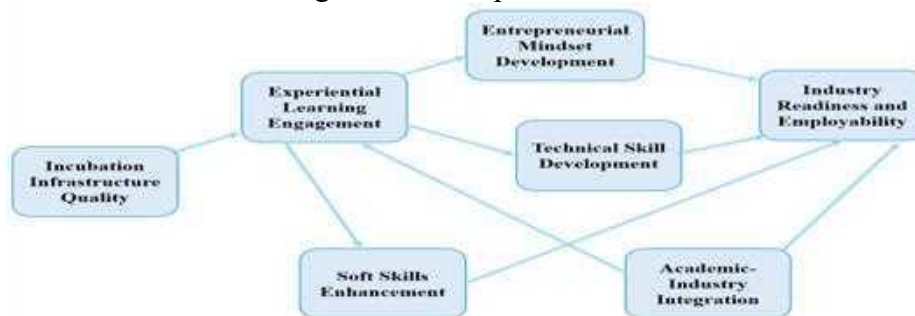 Entrepreneurial
Mindset
Development
Experiential
Learning
Engagement
Industry
Readiness and
Employability
Technical Skill
Development
Incubation
Infrastructure
Quality
Soft Skills
Enhancement
Academic-
Industry
Integration